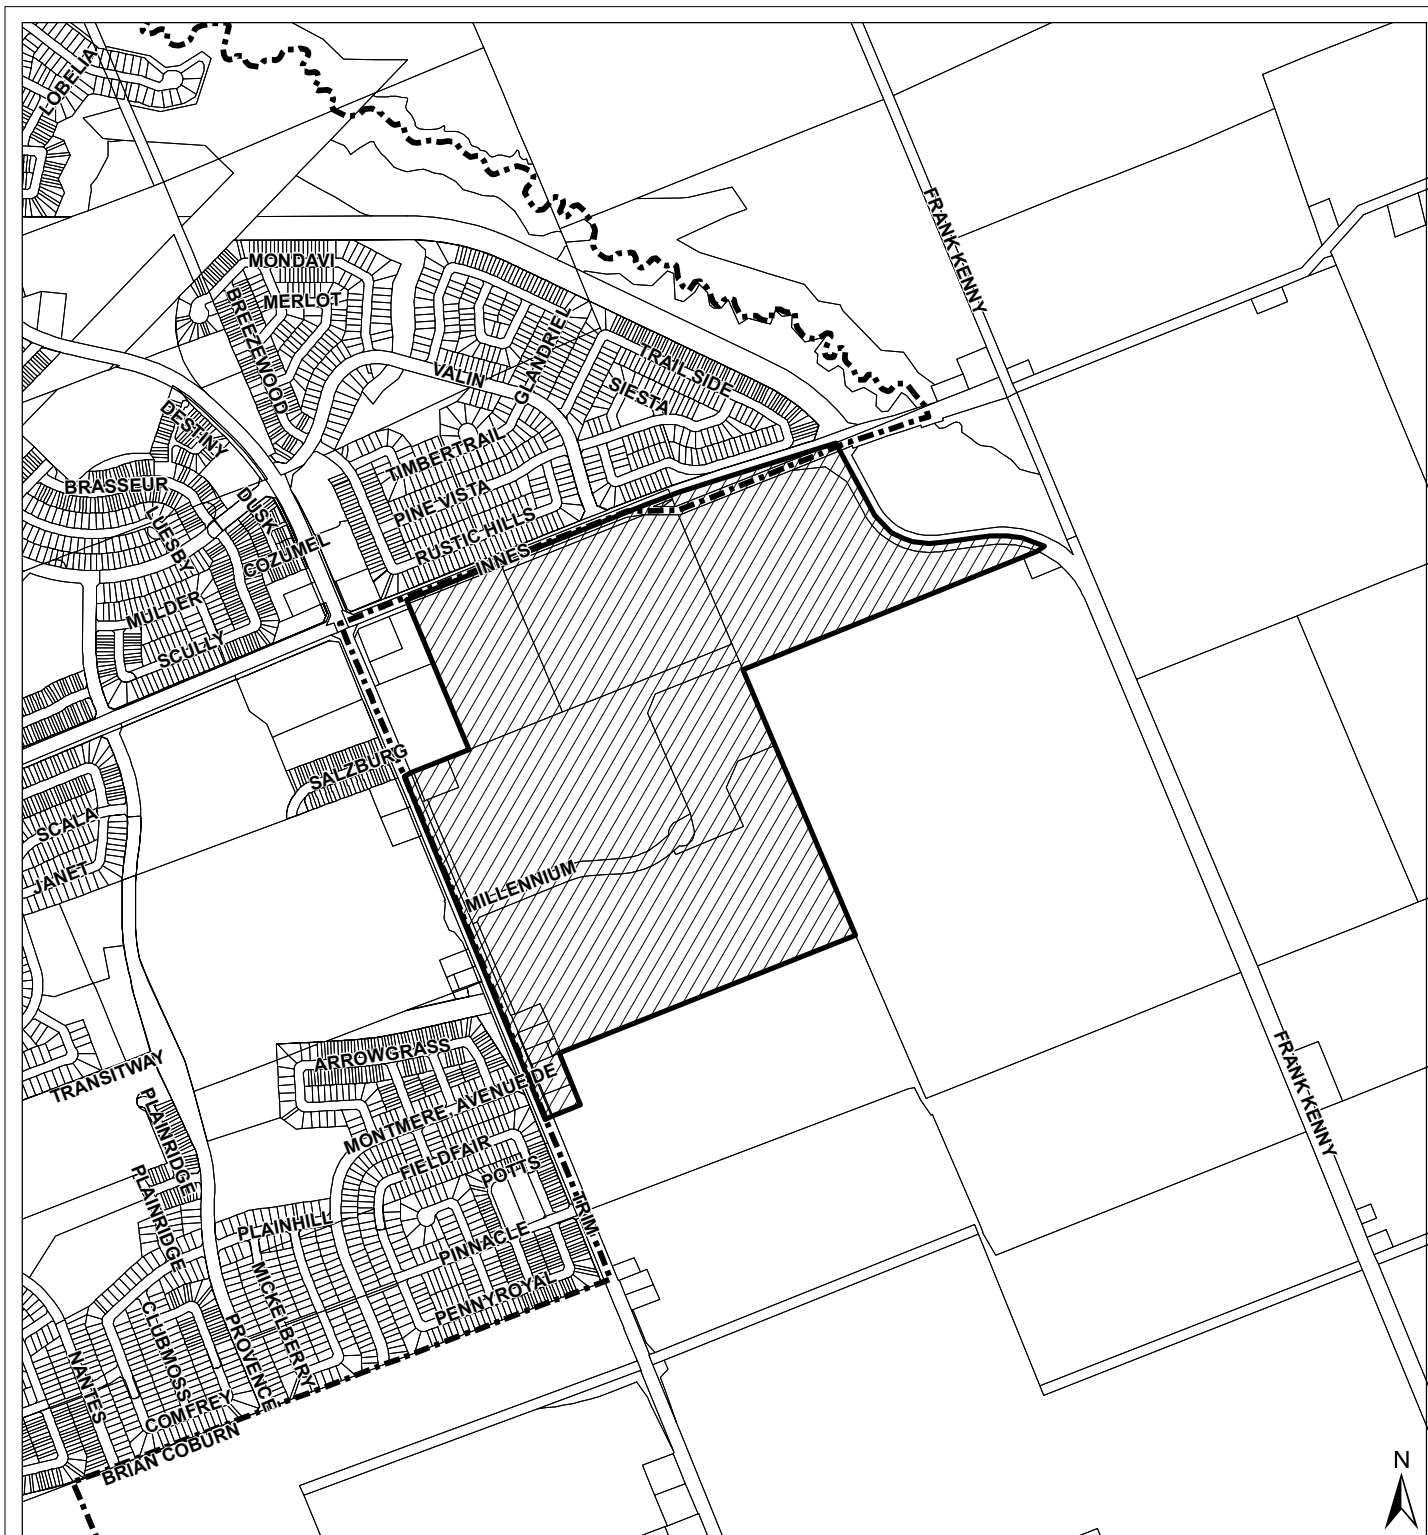 LOBELIA
FRANK KENNY
MONDAVI
MERLOT
BREEZEWOOD
GLANDRIEL
VALIN
TRAIL SIDE
SIESTA
DESTINY
TIMBERTRAIL
BRASSEUR
DUSK
PINE VISTA
LUESBY
RUSTIC HILLS
COZUMEL
INNES
MULDER
SCULLY
SALZBURG
SCALA
JANET
MILLENNIUM
TRANSITWAY
ARROWGRASS
MONTMERE, AVENUE DE
FRANK KENNY
PLAINRIDGE
FIELDFAIR
POTTS
PLAINRIDGE
PLAINHILL
TRIM
PINNACLE
MICKELBERRY
PENNYROYAL
CLUBMOSS
PROVENCE
NANTES
COMFREY
BRIAN COBURN
N